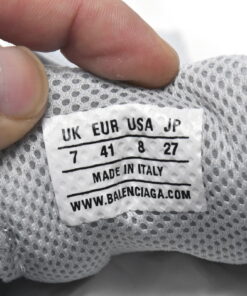 UK EUR USA JP
7 41 8 27
MADE IN ITALY
WWW.BALENCIAGA.COM